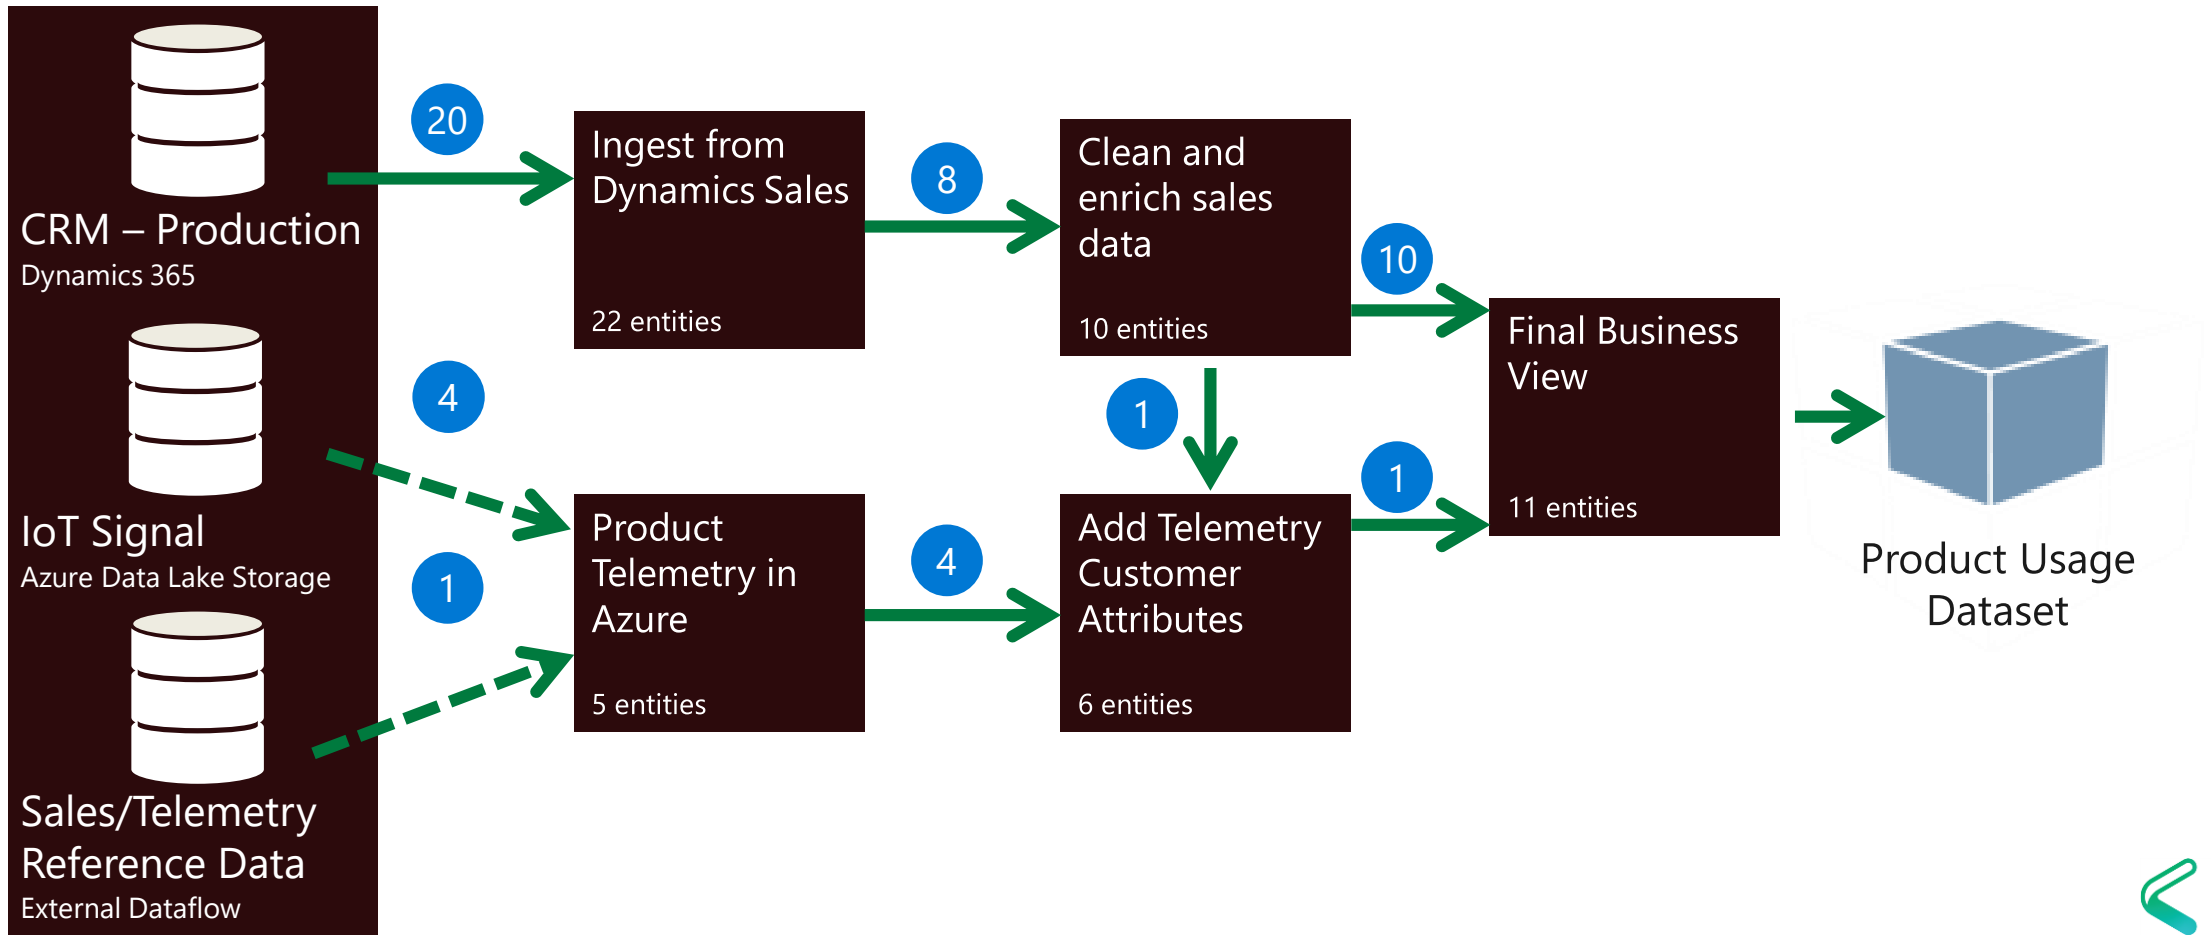 CRM – Production
Dynamics 365
IoT Signal
Azure Data Lake Storage
Sales/Telemetry
Reference Data
External Dataflow
20
4
1
Ingest from
Dynamics Sales
22 entities
Product
Telemetry in
Azure
5 entities
8
4
Clean and
enrich sales
data
10 entities
1
Add Telemetry
Customer
Attributes
6 entities
10
1
Final Business
View
11 entities
Product Usage
Dataset